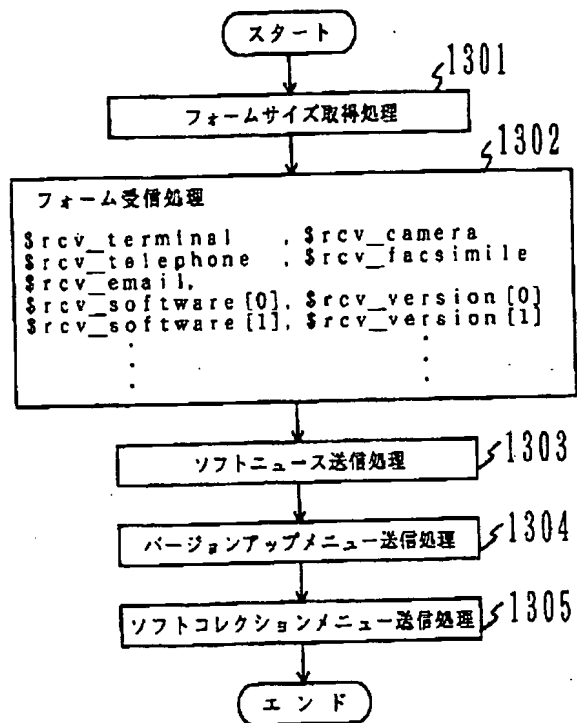 スタート
1301
フォームサイズ取得処理
1302
フォーム受信処理
$rcv_terminal , $rcv_camera
$rcv_telephone , $rcv_facsimile
$rcv_email,
$rcv_software[0], $rcv_version[0]
$rcv_software[1], $rcv_version[1]
ソフトニュース送信処理
1303
バージョンアップメニュー送信処理
1304
ソフトコレクションメニュー送信処理
1305
エンド